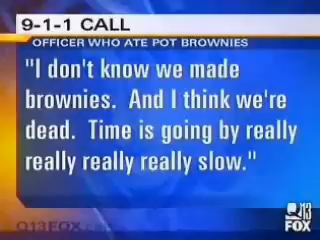 9-1-1 CALL
OFFICER WHO ATE POT BROWNIES
"I don't know we made
brownies.  And I think we're
dead.  Time is going by really
really really really slow."
Q13FOX.com
Q13
FOX